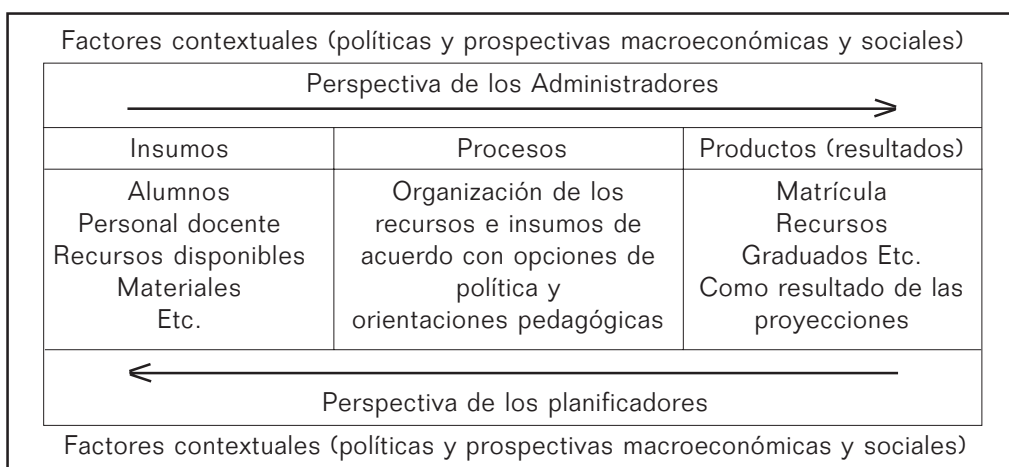 Factores contextuales (políticas y prospectivas macroeconómicas y sociales)
Perspectiva de los Administradores
Insumos
Procesos
Productos (resultados)
Alumnos
Personal docente
Recursos disponibles
Materiales
Etc.
Organización de los
recursos e insumos de
acuerdo con opciones de
política y
orientaciones pedagógicas
Matrícula
Recursos
Graduados Etc.
Como resultado de las
proyecciones
Perspectiva de los planificadores
Factores contextuales (políticas y prospectivas macroeconómicas y sociales)